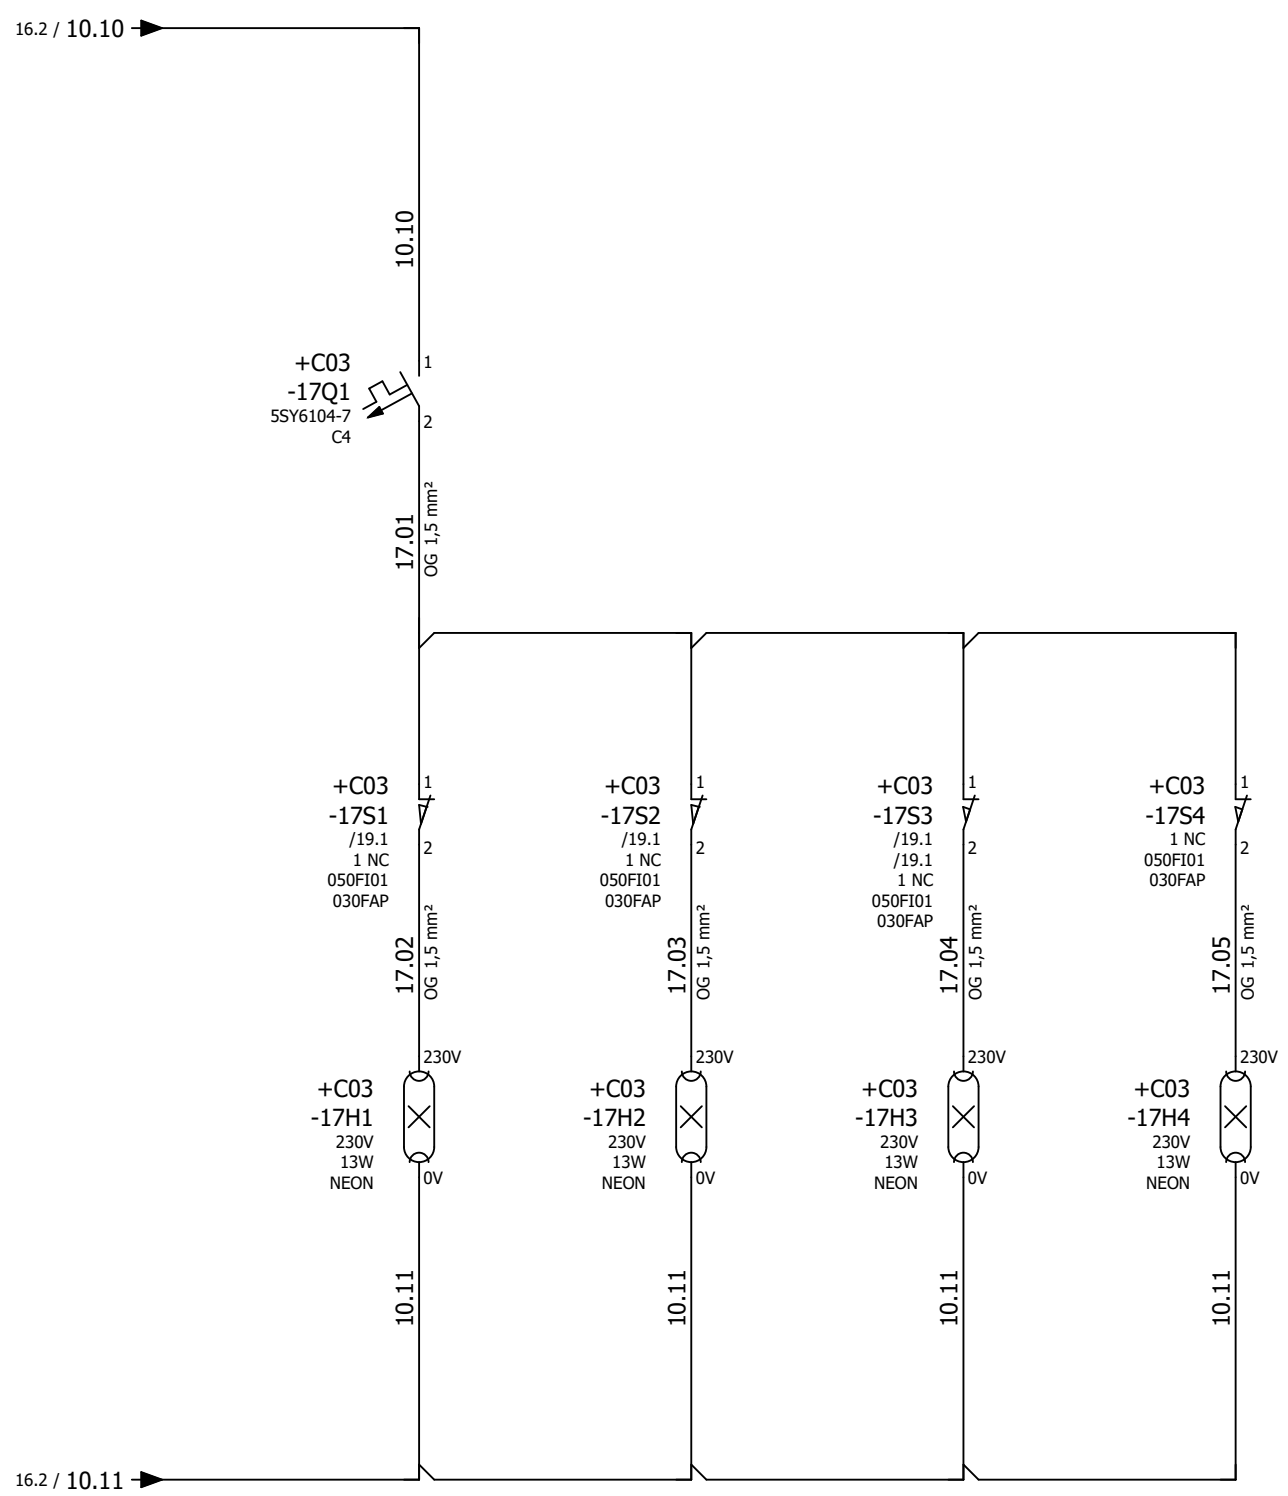 16.2 / 10.10
10.10
+C03
-17Q1
5SY6104-7
C4
1
2
17.01
OG 1,5 mm²
+C03
-17S1
/19.1
1 NC
050FI01
030FAP
1
2
+C03
-17S2
/19.1
1 NC
050FI01
030FAP
1
2
+C03
-17S3
/19.1
/19.1
1 NC
050FI01
030FAP
1
2
+C03
-17S4
1 NC
050FI01
030FAP
1
2
17.02
OG 1,5 mm²
17.03
OG 1,5 mm²
17.04
OG 1,5 mm²
17.05
OG 1,5 mm²
+C03
-17H1
230V
13W
NEON
230V
0V
+C03
-17H2
230V
13W
NEON
230V
0V
+C03
-17H3
230V
13W
NEON
230V
0V
+C03
-17H4
230V
13W
NEON
230V
0V
10.11
10.11
10.11
10.11
16.2 / 10.11